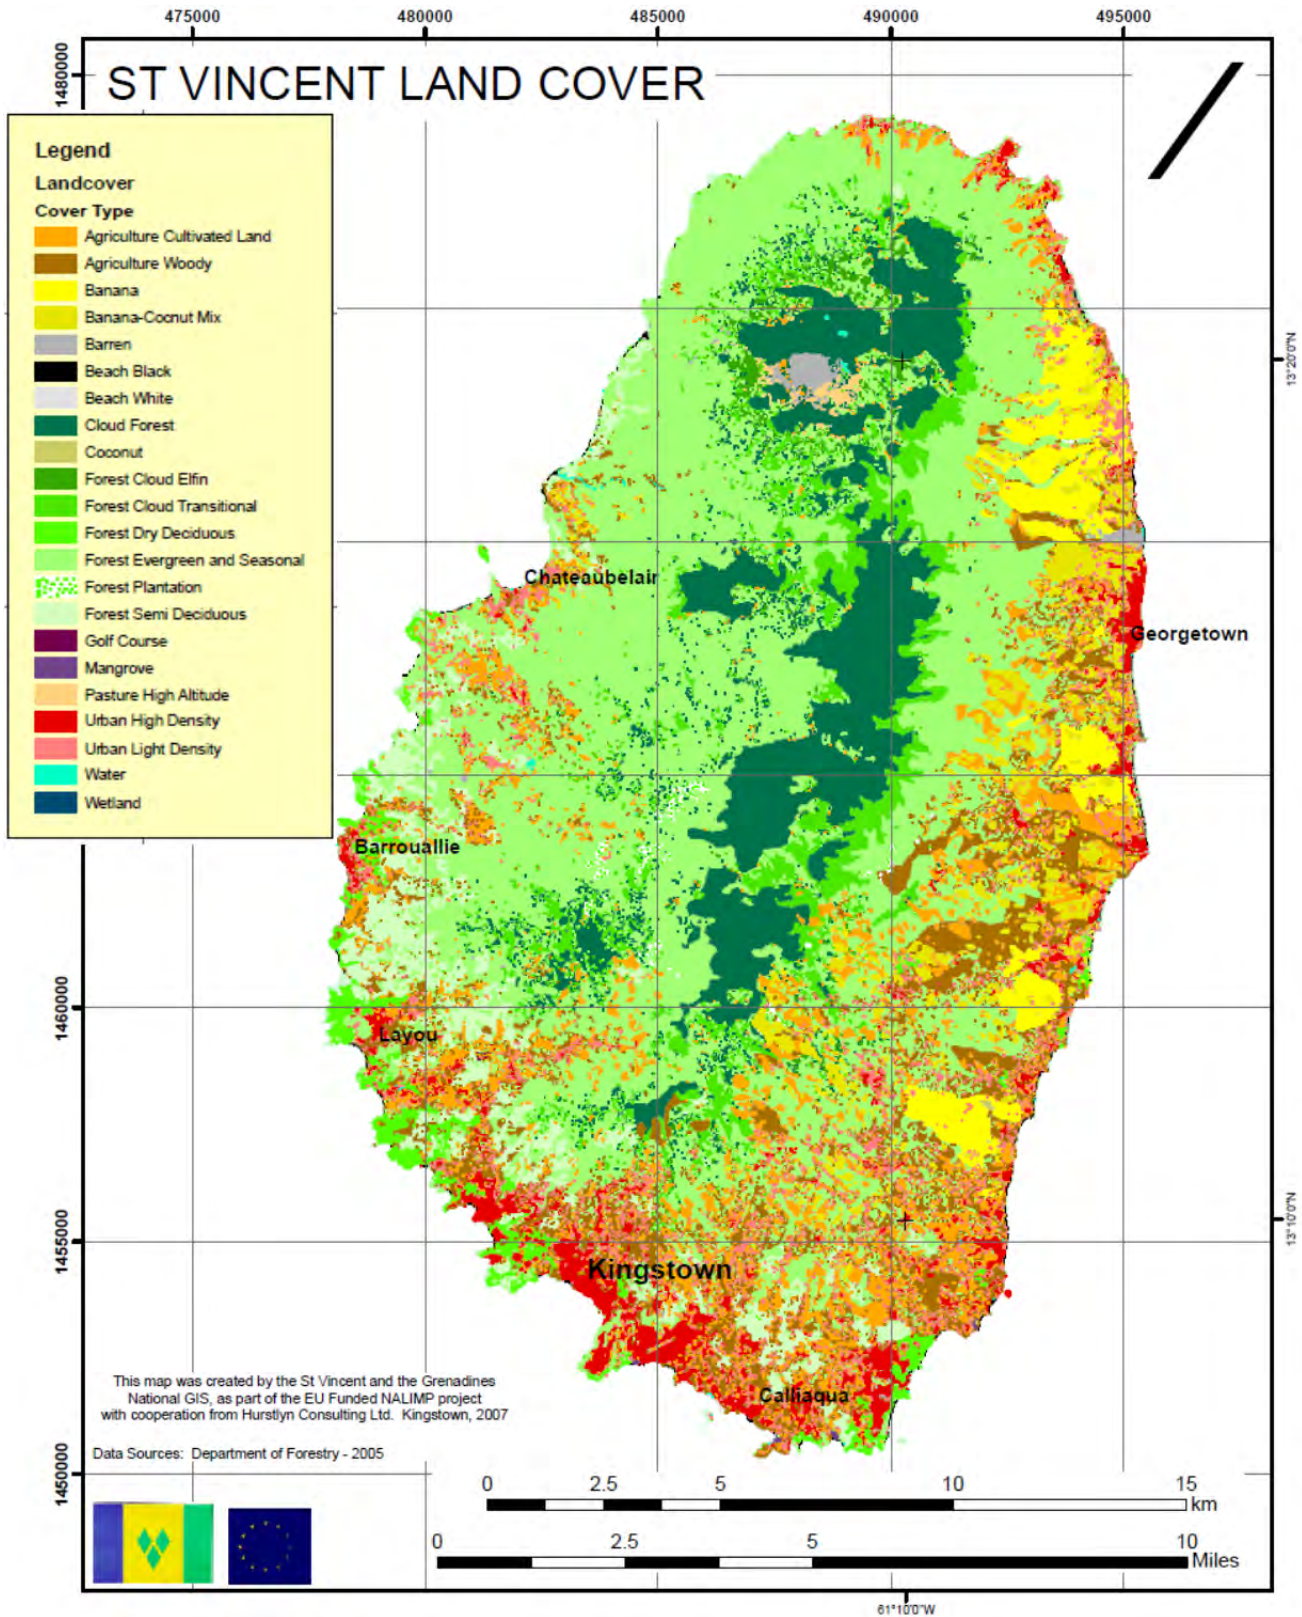 475000 480000 485000 490000 495000
ST VINCENT LAND COVER
1480000
Legend
Landcover
Cover Type
Agriculture Cultivated Land
Agriculture Woody
Banana
Banana-Cocnut Mix
Barren
Beach Black
Beach White
Cloud Forest
Coconut
Forest Cloud Elfin
Forest Cloud Transitional
Forest Dry Deciduous
Forest Evergreen and Seasonal
Forest Plantation
Forest Semi Deciduous
Golf Course
Mangrove
Pasture High Altitude
Urban High Density
Urban Light Density
Water
Wetland
13°20'0"N
Chateaubelair
Georgetown
Barrouallie
1460000
Layou
13°10'0"N
1455000
Kingstown
Calliaqua
This map was created by the St Vincent and the Grenadines
National GIS, as part of the EU Funded NALIMP project
with cooperation from Hurstlyn Consulting Ltd. Kingstown, 2007
Data Sources: Department of Forestry - 2005
1450000
0 2.5 5 10 15
km
0 2.5 5 10
Miles
61°10'0"W